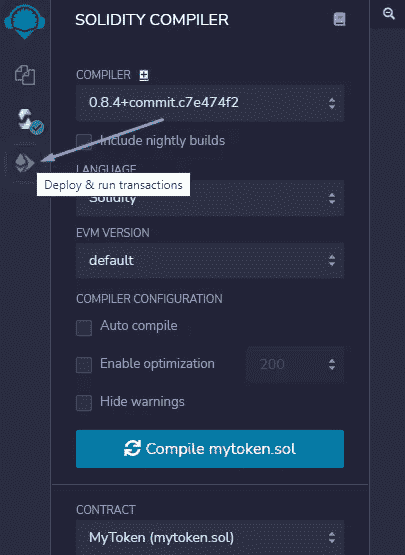 SOLIDITY COMPILER
COMPILER
0.8.4+commit.c7e474f2
Include nightly builds
LANGUAGE
Deploy & run transactions
Solidity
EVM VERSION
default
COMPILER CONFIGURATION
Auto compile
Enable optimization 200
Hide warnings
Compile mytoken.sol
CONTRACT
MyToken (mytoken.sol)